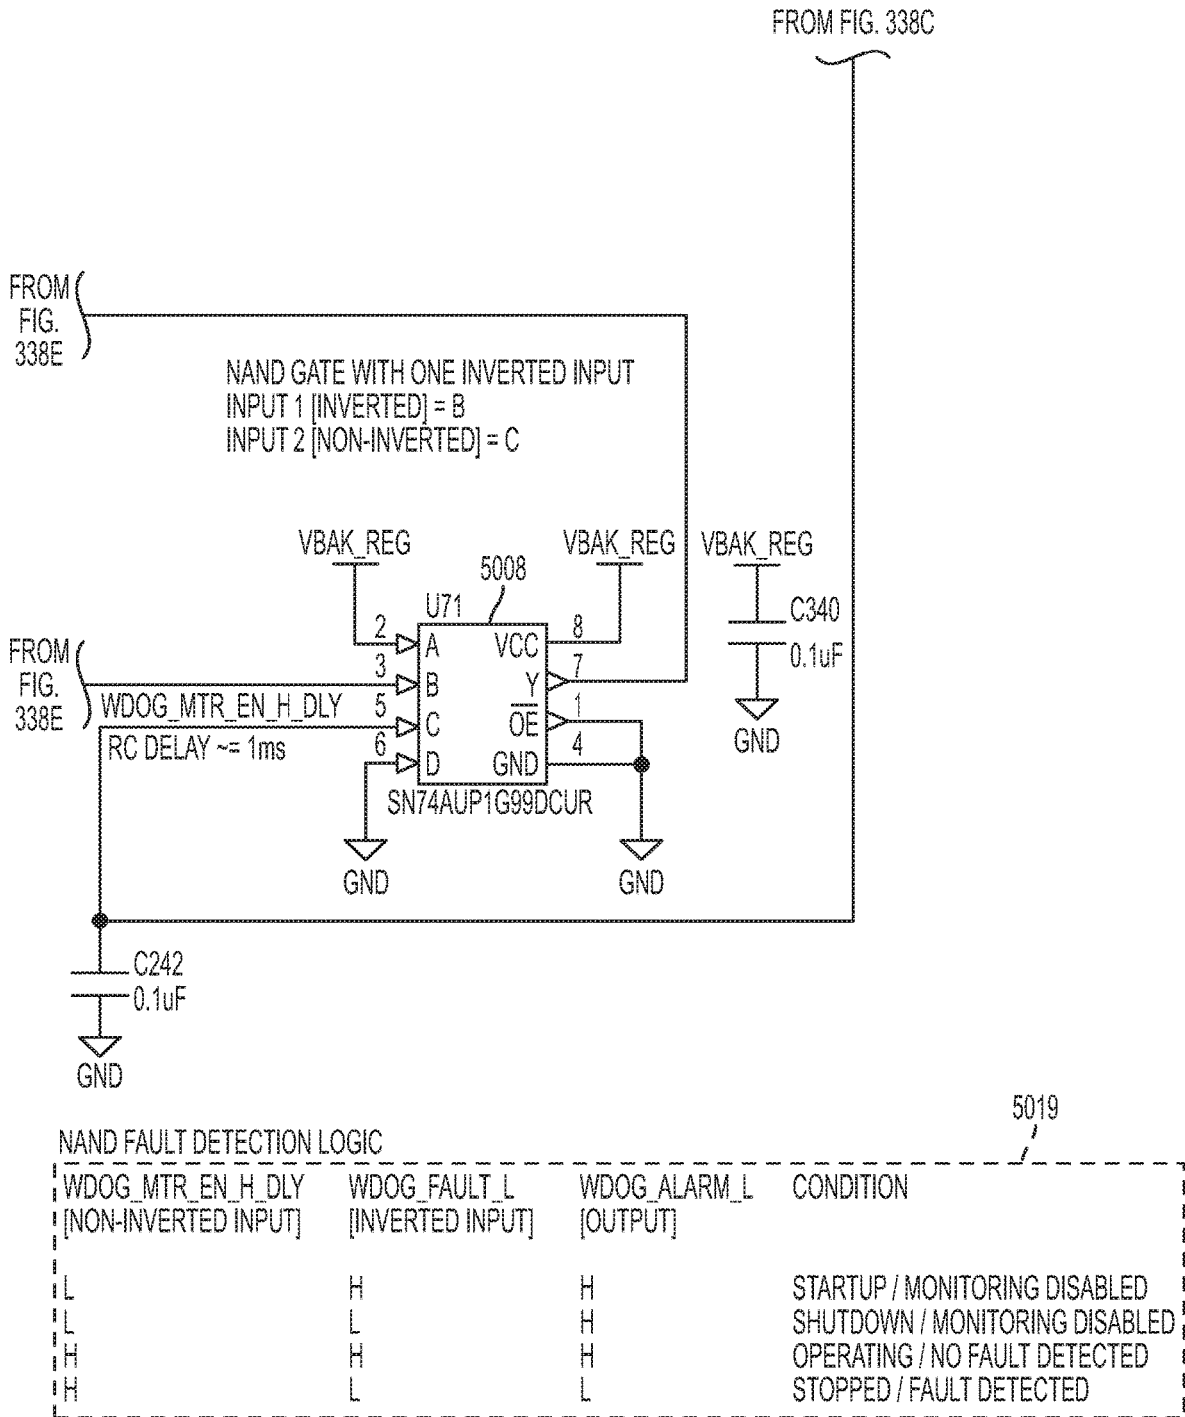 FROM FIG. 338C
FROM
FIG.
338E
NAND GATE WITH ONE INVERTED INPUT
INPUT 1 [INVERTED] = B
INPUT 2 [NON-INVERTED] = C
VBAK_REG
VBAK_REG
VBAK_REG
5008
U71
C340
0.1uF
GND
2
A
VCC
8
FROM
FIG.
338E
3
B
Y
7
WDOG_MTR_EN_H_DLY
5
C
OE
1
RC DELAY ~= 1ms
6
D
GND
4
SN74AUP1G99DCUR
GND
GND
C242
0.1uF
GND
5019
NAND FAULT DETECTION LOGIC
WDOG_MTR_EN_H_DLY WDOG_FAULT_L WDOG_ALARM_L CONDITION
[NON-INVERTED INPUT] [INVERTED INPUT] [OUTPUT]
L H H STARTUP / MONITORING DISABLED
L L H SHUTDOWN / MONITORING DISABLED
H H H OPERATING / NO FAULT DETECTED
H L L STOPPED / FAULT DETECTED